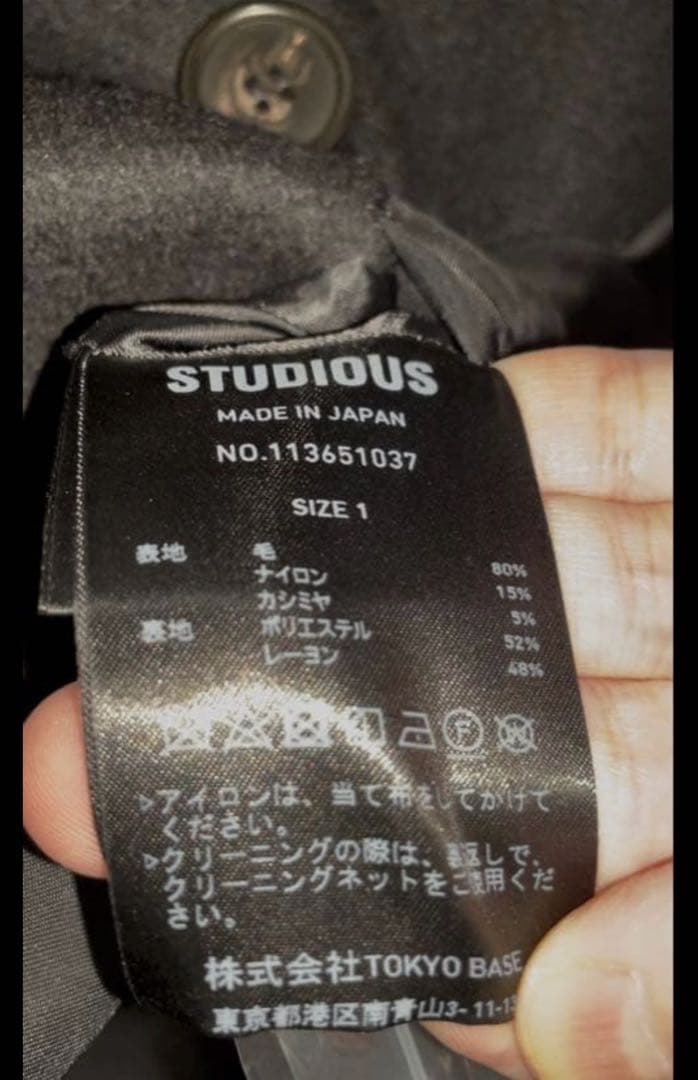 STUDIOUS
MADE IN JAPAN
NO.113651037
SIZE 1
表地 毛 80%
ナイロン 15%
カシミヤ 5%
裏地 ポリエステル 52%
レーヨン 48%
F W
▷アイロンは、当て布をしてかけて
ください。
▷クリーニングの際は、裏返しで、
クリーニングネットをご使用くだ
さい。
株式会社TOKYO BASE
東京都港区南青山3-11-13